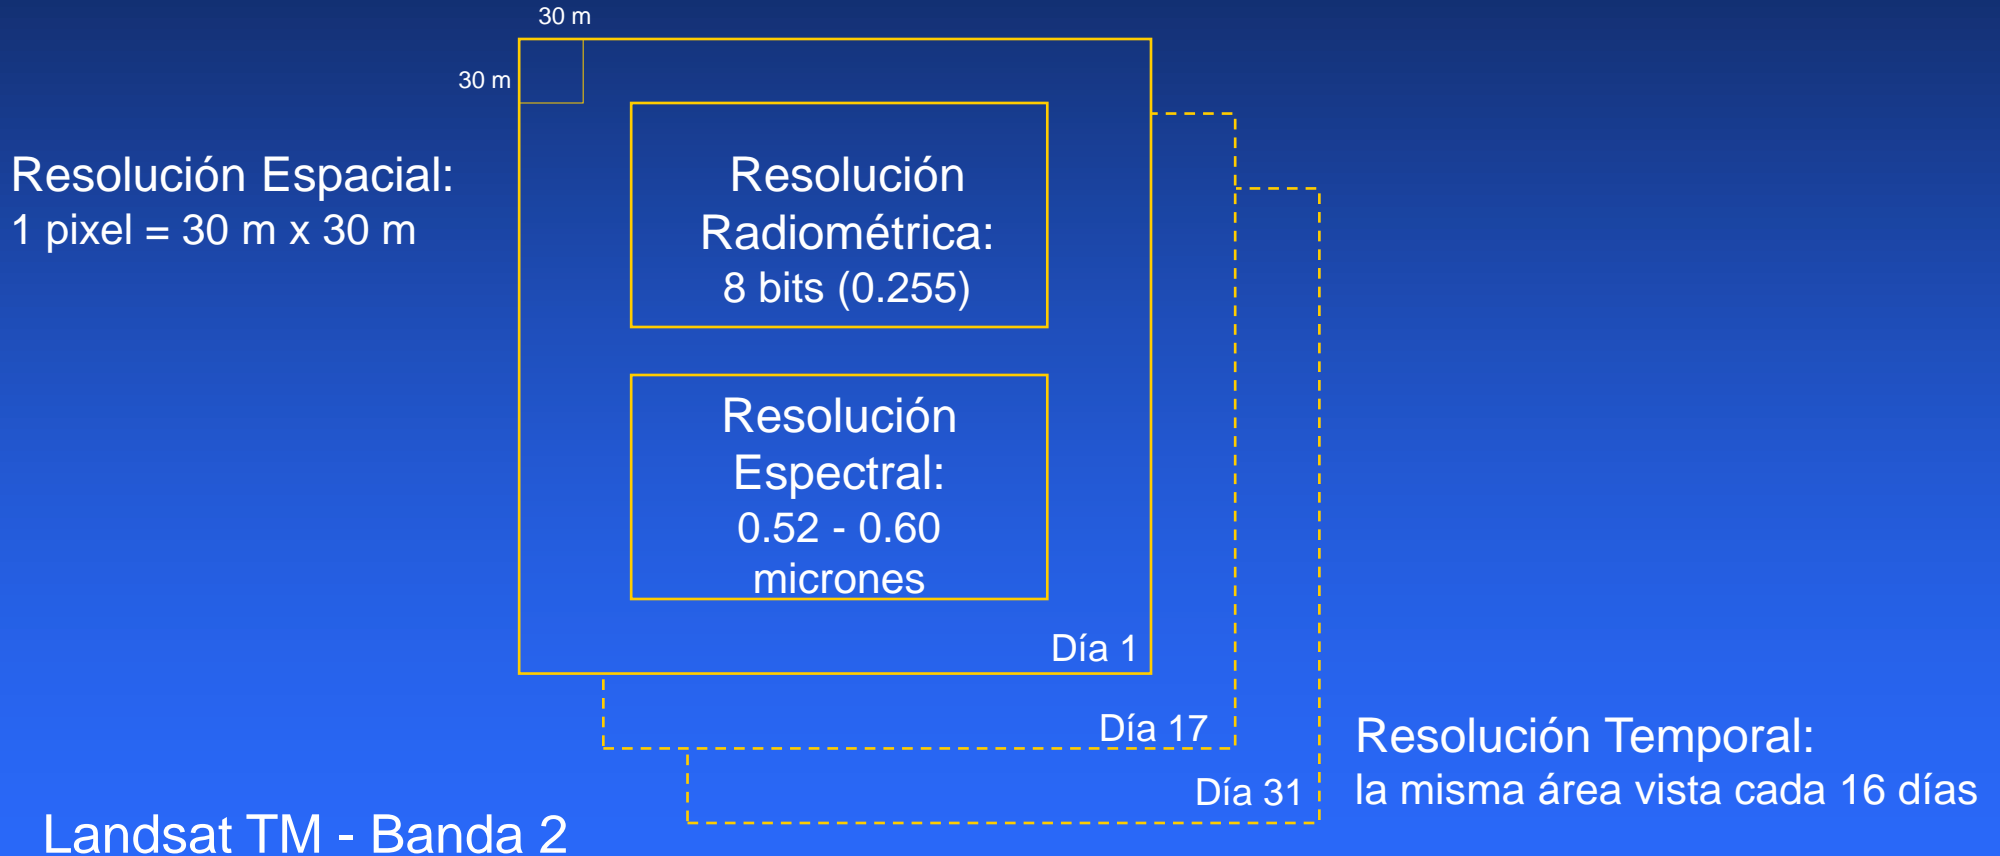 30 m
30 m
Resolución Espacial:
1 pixel = 30 m x 30 m
Resolución
Radiométrica:
8 bits (0.255)
Resolución
Espectral:
0.52 - 0.60
micrones
Día 1
Día 17
Día 31
Resolución Temporal:
la misma área vista cada 16 días
Landsat TM - Banda 2